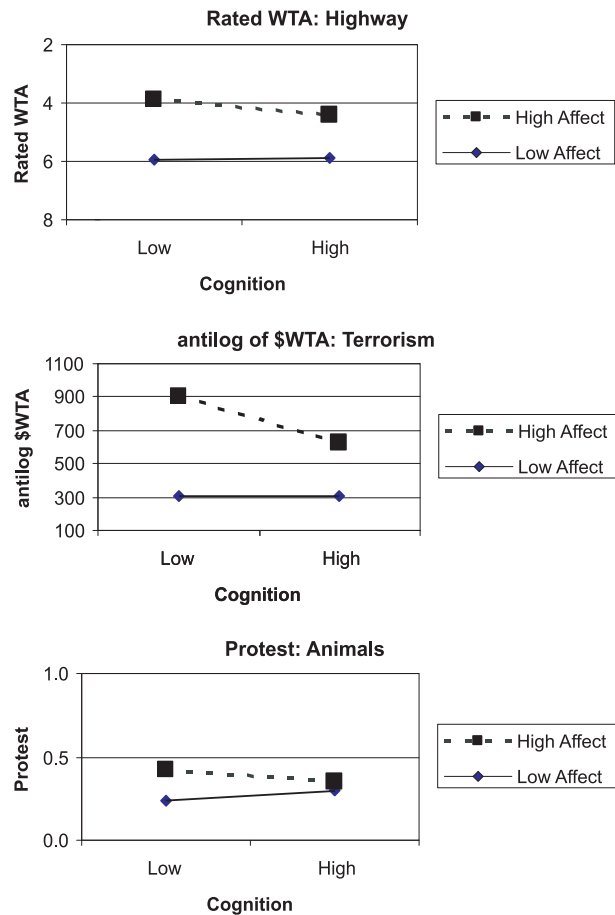 Rated WTA: Highway
2
4
6
8
Rated WTA
Low High
Cognition
High Affect
Low Affect
antilog of $WTA: Terrorism
1100
900
700
500
300
100
antilog $WTA
Low High
Cognition
High Affect
Low Affect
Protest: Animals
1.0
0.5
0.0
Protest
Low High
Cognition
High Affect
Low Affect